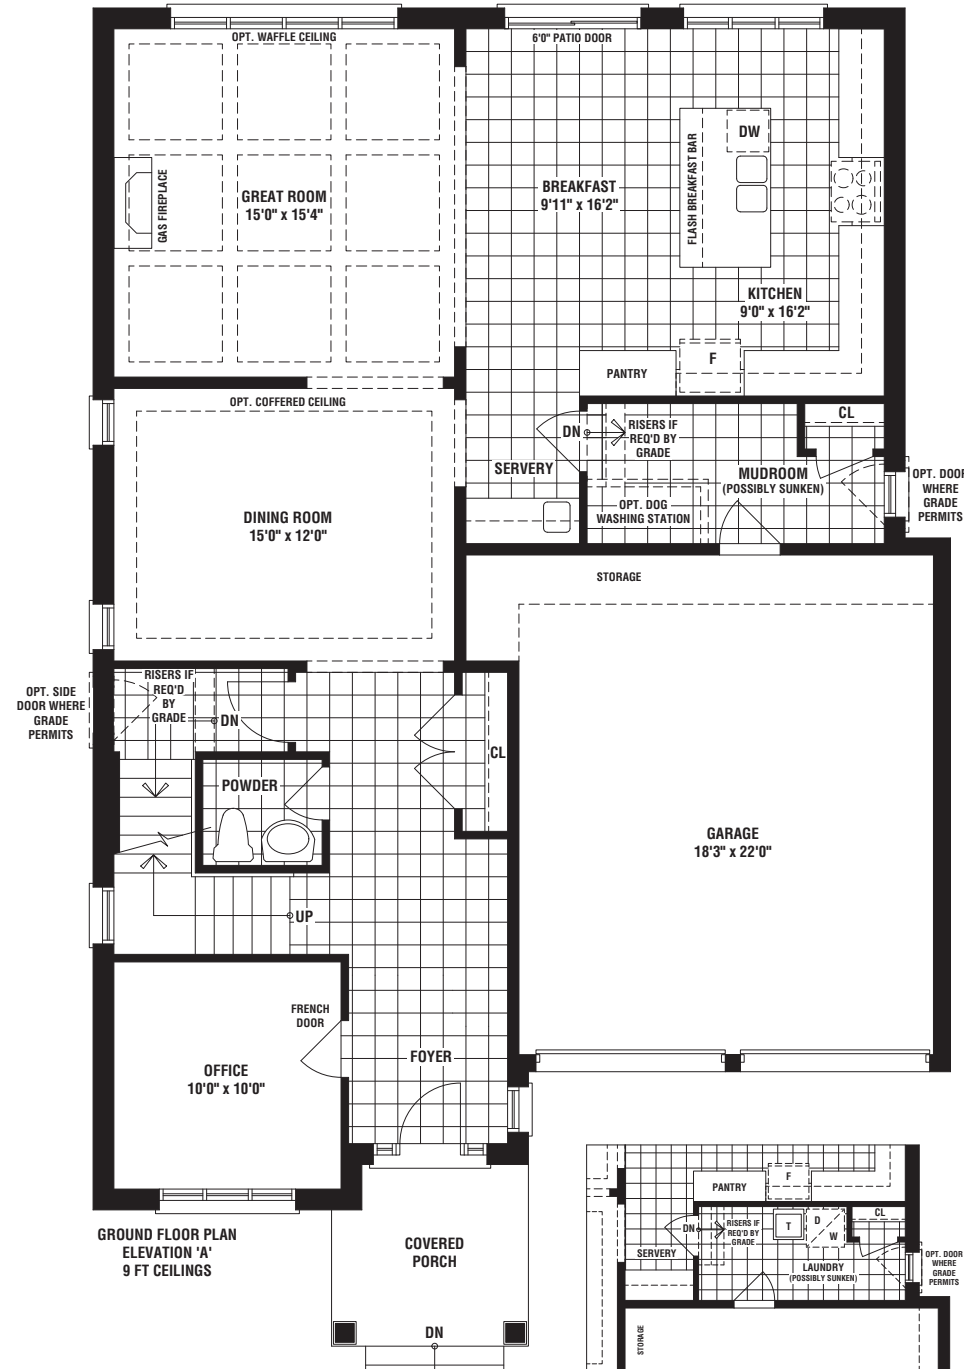 OPT. WAFFLE CEILING
6'0" PATIO DOOR
DW
GAS FIREPLACE
GREAT ROOM
15'0" x 15'4"
BREAKFAST
9'11" x 16'2"
FLASH BREAKFAST BAR
KITCHEN
9'0" x 16'2"
F
PANTRY
OPT. COFFERED CEILING
CL
DN
RISERS IF
REQ'D BY
GRADE
SERVERY
MUDROOM
(POSSIBLY SUNKEN)
OPT. DOOR
WHERE
GRADE
PERMITS
OPT. DOG
WASHING STATION
DINING ROOM
15'0" x 12'0"
STORAGE
RISERS IF
REQ'D
BY
GRADE
OPT. SIDE
DOOR WHERE
GRADE
PERMITS
DN
CL
POWDER
GARAGE
18'3" x 22'0"
UP
FRENCH
DOOR
FOYER
OFFICE
10'0" x 10'0"
GROUND FLOOR PLAN
ELEVATION 'A'
9 FT CEILINGS
COVERED
PORCH
DN
F
PANTRY
DN
RISERS IF
REQ'D BY
GRADE
T
D
W
CL
SERVERY
LAUNDRY
(POSSIBLY SUNKEN)
OPT. DOOR
WHERE
GRADE
PERMITS
STORAGE